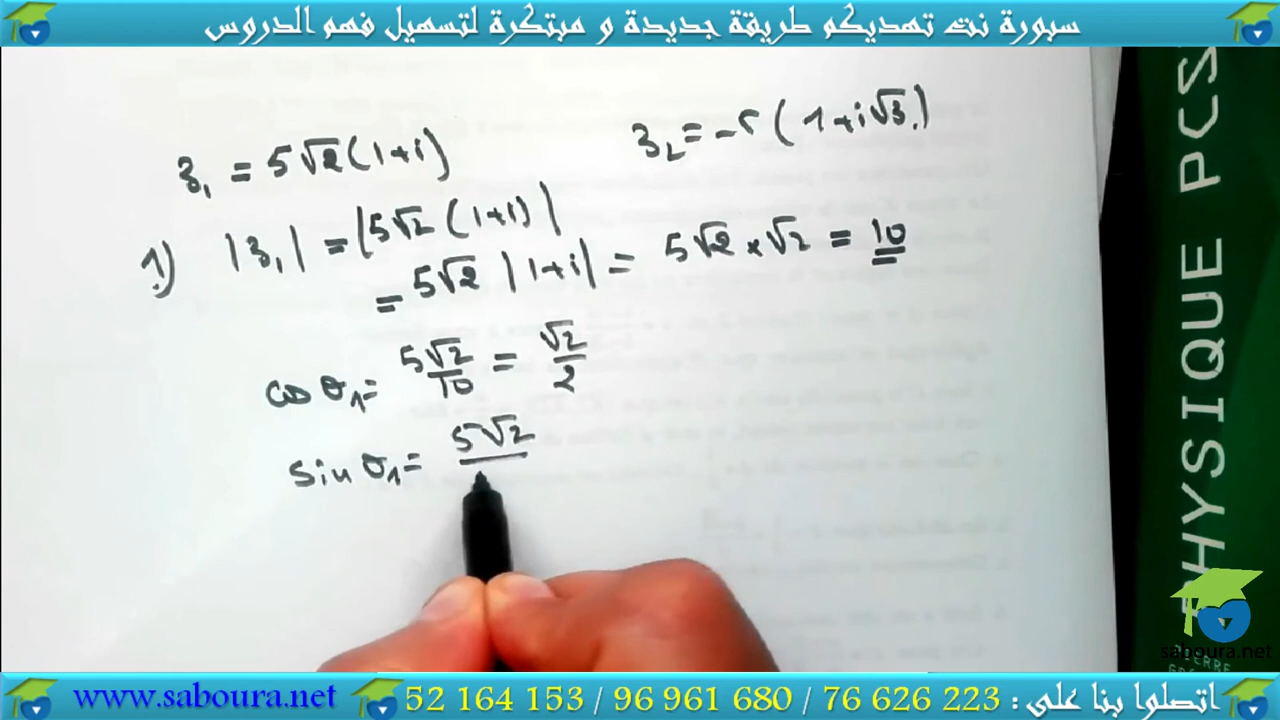 سبورة نت تهديكم طريقة جديدة و مبتكرة لتسهيل فهم الدروس
z₁ = 5√2(1+i)
z₂ = -5(1+i√3)
1) |z₁| = |5√2(1+i)|
= 5√2 |1+i| = 5√2 × √2 = 10
cos θ₁ = 5√2/10 = √2/2
sin θ₁ = 5√2/
PHYSIQUE PCS
saboura.net
www.saboura.net
اتصلوا بنا على : 52 164 153 / 96 961 680 / 76 626 223